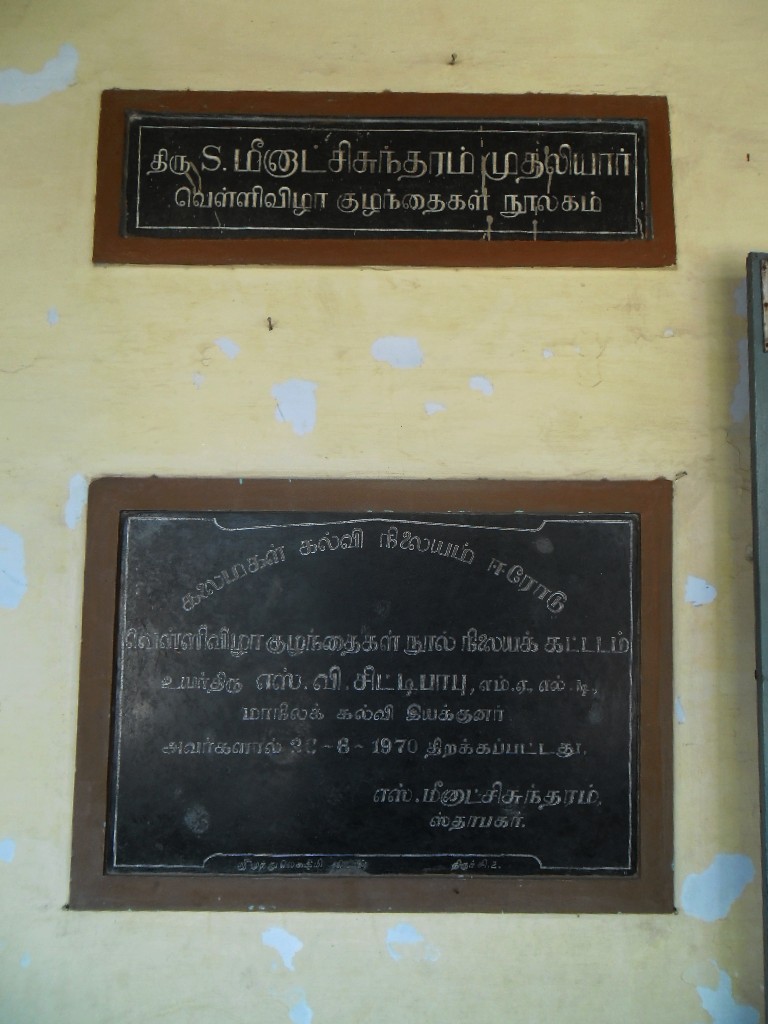 திரு S. மீனாட்சிசுந்தரம் முதலியார்
வெள்ளிவிழா குழந்தைகள் நூலகம்
கலைமகள் கல்வி நிலையம் ஈரோடு
வெள்ளிவிழா குழந்தைகள் நூல் நிலையக் கட்டடம்
உயர்திரு எஸ்.வி.சிட்டிபாபு, எம்.ஏ, எல்.டி.,
மாநிலக் கல்வி இயக்குனர்
அவர்களால் -6-1970 திறக்கப்பட்டது.
எஸ்.மீனாட்சிசுந்தரம்,
ஸ்தாபகர்.